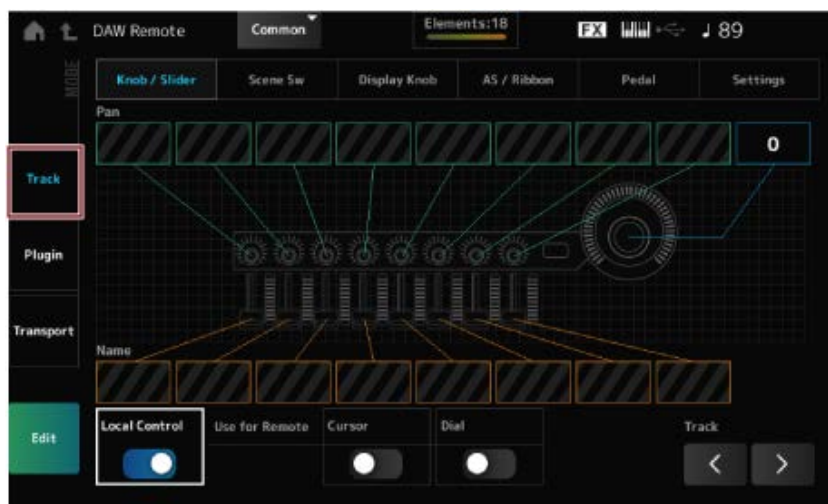 DAW Remote Common Elements:18 FX ♩ 89
MODE
Knob / Slider Scene Sw Display Knob AS / Ribbon Pedal Settings
Pan
0
Track
Plugin
Transport
Name
Edit
Local Control Use for Remote Cursor Dial Track